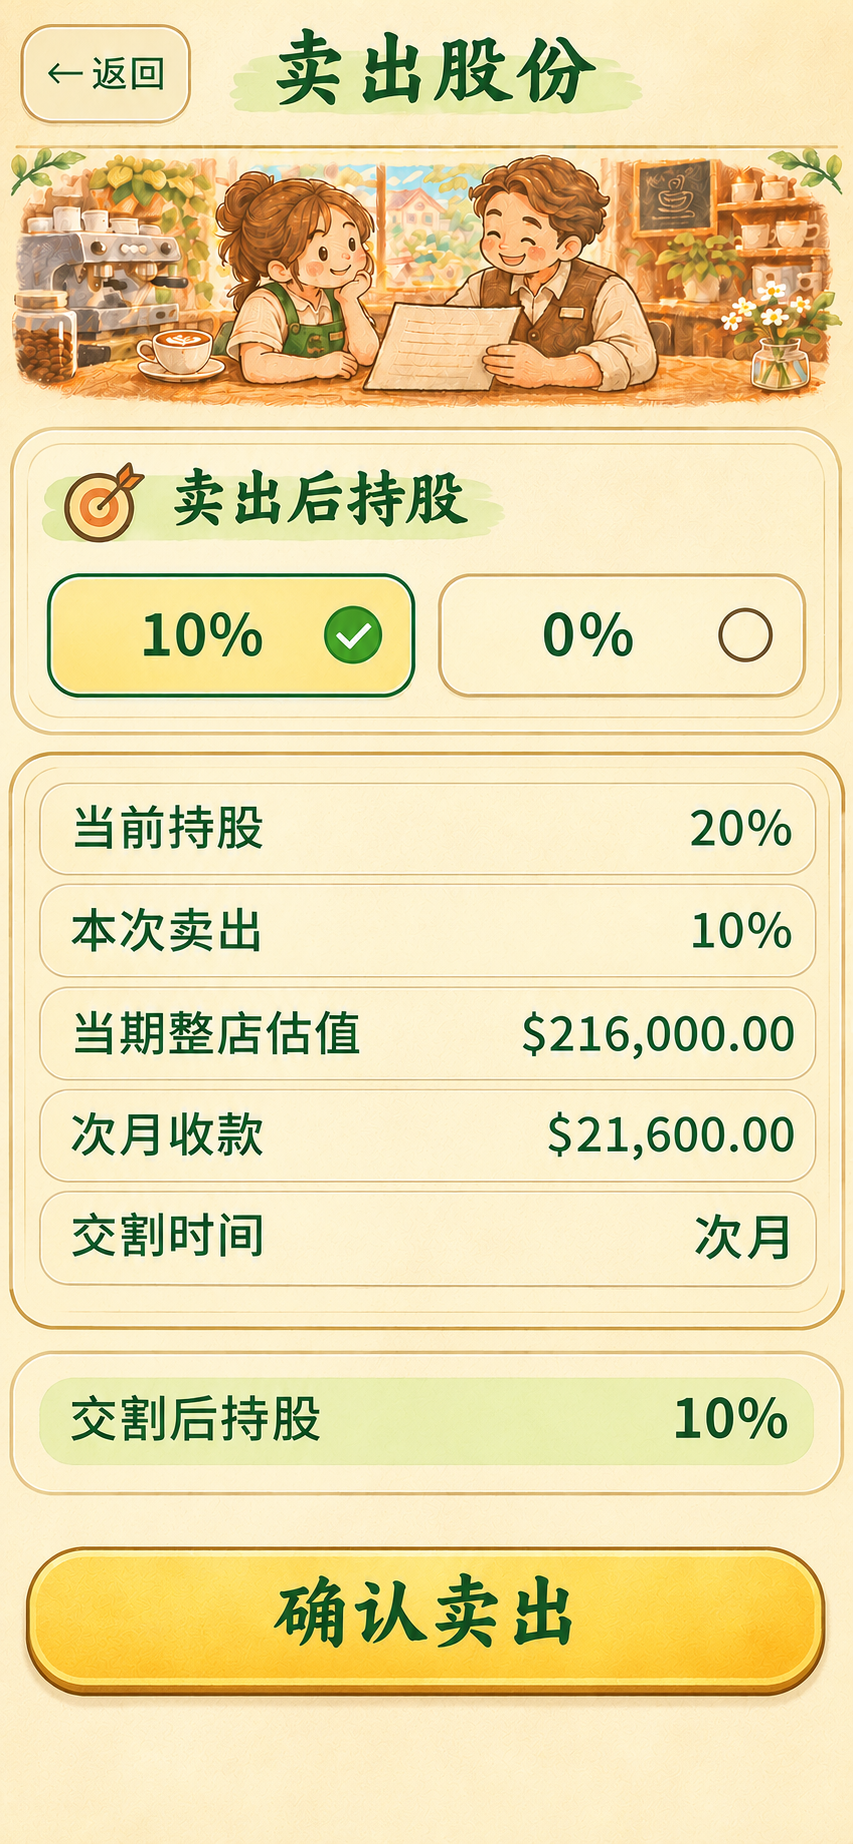 ← 返回
卖出股份
卖出后持股
10%
0%
当前持股 20%
本次卖出 10%
当期整店估值 $216,000.00
次月收款 $21,600.00
交割时间 次月
交割后持股 10%
确认卖出